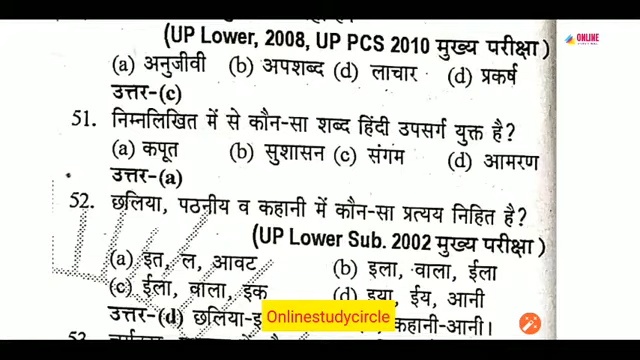 ONLINE
(UP Lower, 2008, UP PCS 2010 मुख्य परीक्षा)
(a) अनुजीवी (b) अपशब्द (d) लाचार (d) प्रकर्ष
उत्तर-(c)
51. निम्नलिखित में से कौन-सा शब्द हिंदी उपसर्ग युक्त है?
(a) कपूत (b) सुशासन (c) संगम (d) आमरण
उत्तर-(a)
52. छलिया, पठनीय व कहानी में कौन-सा प्रत्यय निहित है?
(UP Lower Sub. 2002 मुख्य परीक्षा)
(a) इत, ल, आवट (b) इला, वाला, ईला
(c) ईला, वाला, इक (d) इया, ईय, आनी
उत्तर-(d) छलिया-इ Onlinestudycircle कहानी-आनी।